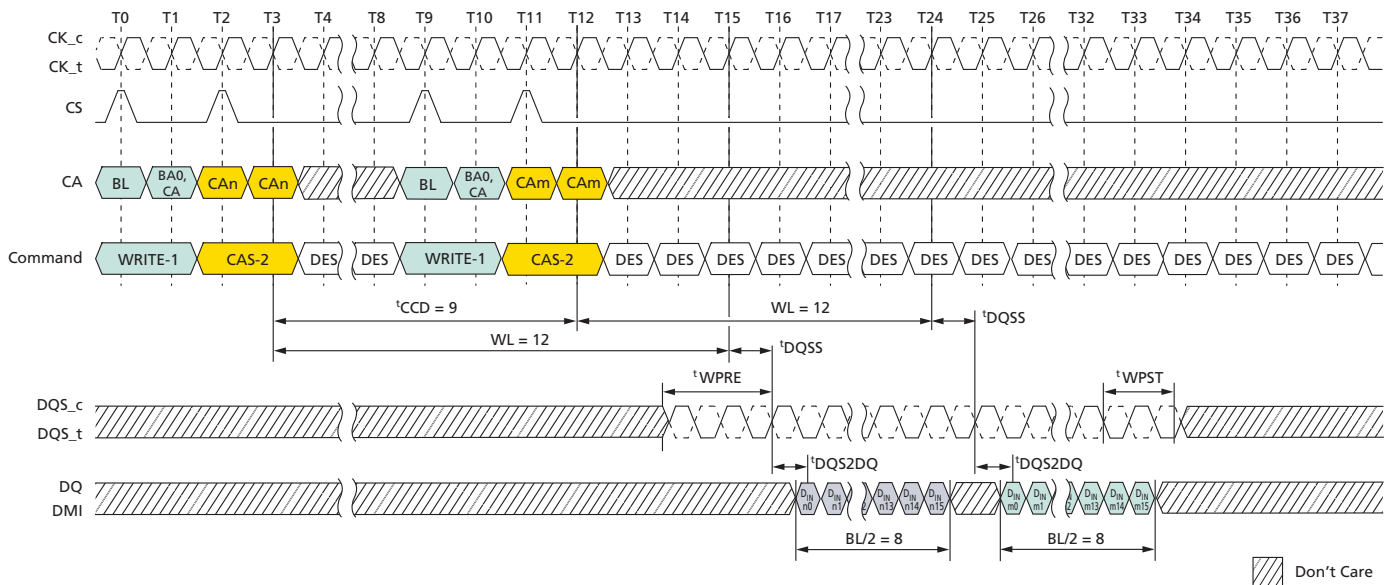 T0 T1 T2 T3 T4 T8 T9 T10 T11 T12 T13 T14 T15 T16 T17 T23 T24 T25 T26 T32 T33 T34 T35 T36 T37
CK_c
CK_t
CS
CA BL BA0, CA CAn CAn BL BA0, CA CAm CAm
Command WRITE-1 CAS-2 DES DES WRITE-1 CAS-2 DES DES DES DES DES DES DES DES DES DES DES DES DES DES DES
tCCD = 9 WL = 12 tDQSS
WL = 12 tDQSS
tWPRE tWPST
DQS_c
DQS_t
tDQS2DQ tDQS2DQ
DQ
DMI
DIN n0 DIN n1 DIN n13 DIN n14 DIN n15 DIN m0 DIN m1 DIN m13 DIN m14 DIN m15
BL/2 = 8 BL/2 = 8
Don't Care